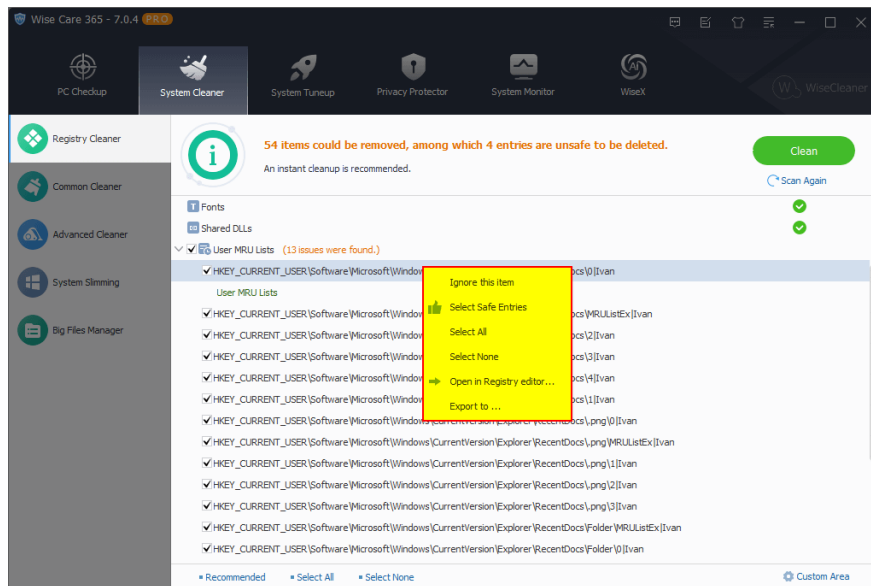 Wise Care 365 - 7.0.4 PRO
PC Checkup
System Cleaner
System Tuneup
Privacy Protector
System Monitor
AI
WiseX
W WiseCleaner
Registry Cleaner
Common Cleaner
Advanced Cleaner
System Slimming
Big Files Manager
54 items could be removed, among which 4 entries are unsafe to be deleted.
An instant cleanup is recommended.
Clean
Scan Again
Fonts
Shared DLLs
User MRU Lists (13 issues were found.)
HKEY_CURRENT_USER\Software\Microsoft\Window ocs\0|Ivan
User MRU Lists
HKEY_CURRENT_USER\Software\Microsoft\Window ocs\MRUListEx|Ivan
HKEY_CURRENT_USER\Software\Microsoft\Window ocs\2|Ivan
HKEY_CURRENT_USER\Software\Microsoft\Window ocs\3|Ivan
HKEY_CURRENT_USER\Software\Microsoft\Window ocs\4|Ivan
HKEY_CURRENT_USER\Software\Microsoft\Window ocs\1|Ivan
HKEY_CURRENT_USER\Software\Microsoft\Windows\CurrentVersion\Explorer\RecentDocs\.png\0|Ivan
HKEY_CURRENT_USER\Software\Microsoft\Windows\CurrentVersion\Explorer\RecentDocs\.png\MRUListEx|Ivan
HKEY_CURRENT_USER\Software\Microsoft\Windows\CurrentVersion\Explorer\RecentDocs\.png\1|Ivan
HKEY_CURRENT_USER\Software\Microsoft\Windows\CurrentVersion\Explorer\RecentDocs\.png\2|Ivan
HKEY_CURRENT_USER\Software\Microsoft\Windows\CurrentVersion\Explorer\RecentDocs\.png\3|Ivan
HKEY_CURRENT_USER\Software\Microsoft\Windows\CurrentVersion\Explorer\RecentDocs\Folder\MRUListEx|Ivan
HKEY_CURRENT_USER\Software\Microsoft\Windows\CurrentVersion\Explorer\RecentDocs\Folder\0|Ivan
Ignore this item
Select Safe Entries
Select All
Select None
Open in Registry editor...
Export to ...
Recommended
Select All
Select None
Custom Area